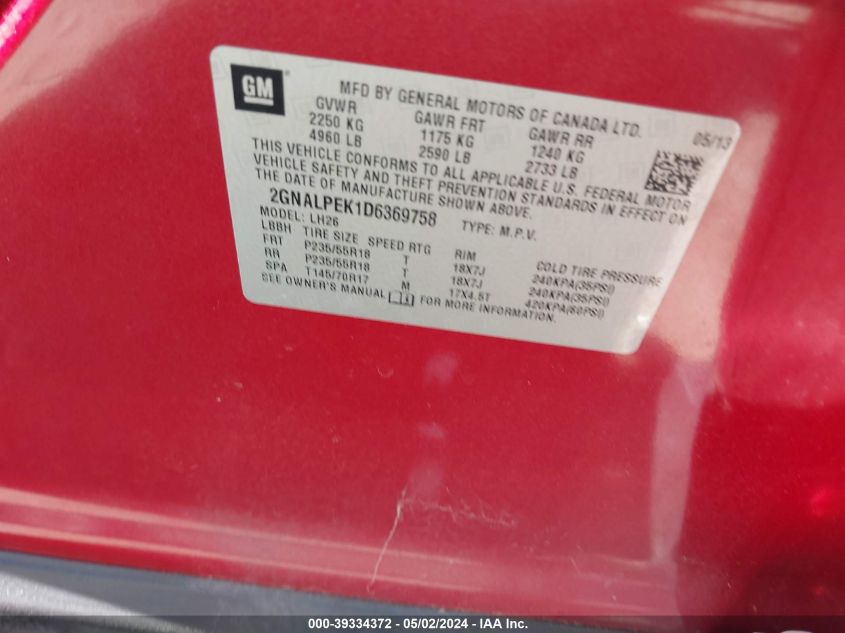 GM
MFD BY GENERAL MOTORS OF CANADA LTD.
05/13
GVWR GAWR FRT GAWR RR
2250 KG 1175 KG 1240 KG
4960 LB 2590 LB 2733 LB
THIS VEHICLE CONFORMS TO ALL APPLICABLE U.S. FEDERAL MOTOR
VEHICLE SAFETY AND THEFT PREVENTION STANDARDS IN EFFECT ON
THE DATE OF MANUFACTURE SHOWN ABOVE.
2GNALPEK1D6369758 TYPE: M.P.V.
MODEL: LH26
LBBH TIRE SIZE SPEED RTG RIM COLD TIRE PRESSURE
FRT P235/55R18 T 18X7J 240KPA(35PSI)
RR P235/55R18 T 18X7J 240KPA(35PSI)
SPA T145/70R17 M 17X4.5T 420KPA(60PSI)
SEE OWNER'S MANUAL FOR MORE INFORMATION.
000-39334372 — 05/02/2024 — IAA Inc.